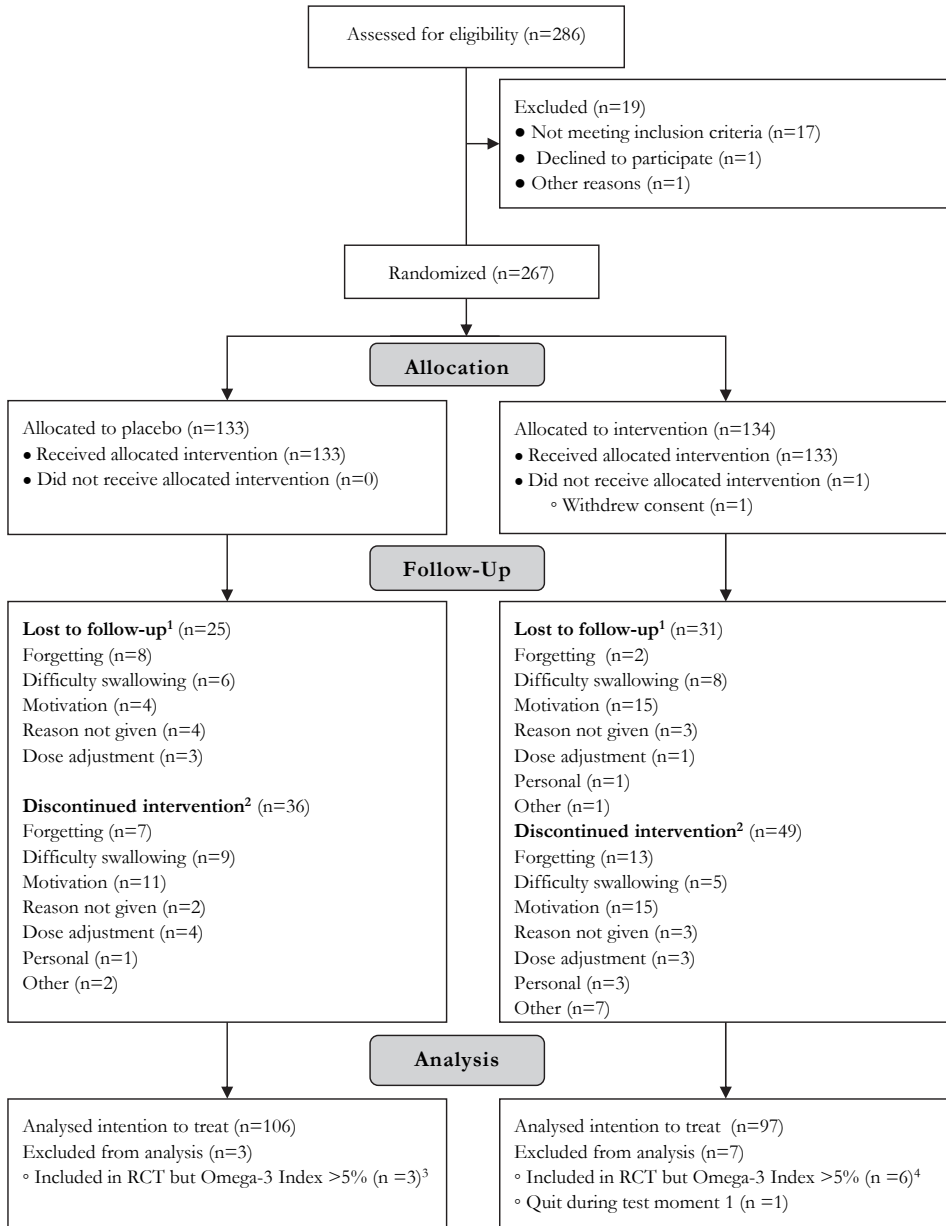 Assessed for eligibility (n=286)
Excluded (n=19)
● Not meeting inclusion criteria (n=17)
● Declined to participate (n=1)
● Other reasons (n=1)
Randomized (n=267)
Allocation
Allocated to placebo (n=133)
● Received allocated intervention (n=133)
● Did not receive allocated intervention (n=0)
Allocated to intervention (n=134)
● Received allocated intervention (n=133)
● Did not receive allocated intervention (n=1)
◦ Withdrew consent (n=1)
Follow-Up
Lost to follow-up¹ (n=25)
Forgetting (n=8)
Difficulty swallowing (n=6)
Motivation (n=4)
Reason not given (n=4)
Dose adjustment (n=3)
Discontinued intervention² (n=36)
Forgetting (n=7)
Difficulty swallowing (n=9)
Motivation (n=11)
Reason not given (n=2)
Dose adjustment (n=4)
Personal (n=1)
Other (n=2)
Lost to follow-up¹ (n=31)
Forgetting (n=2)
Difficulty swallowing (n=8)
Motivation (n=15)
Reason not given (n=3)
Dose adjustment (n=1)
Personal (n=1)
Other (n=1)
Discontinued intervention² (n=49)
Forgetting (n=13)
Difficulty swallowing (n=5)
Motivation (n=15)
Reason not given (n=3)
Dose adjustment (n=3)
Personal (n=3)
Other (n=7)
Analysis
Analysed intention to treat (n=106)
Excluded from analysis (n=3)
◦ Included in RCT but Omega-3 Index >5% (n =3)³
Analysed intention to treat (n=97)
Excluded from analysis (n=7)
◦ Included in RCT but Omega-3 Index >5% (n =6)⁴
◦ Quit during test moment 1 (n =1)